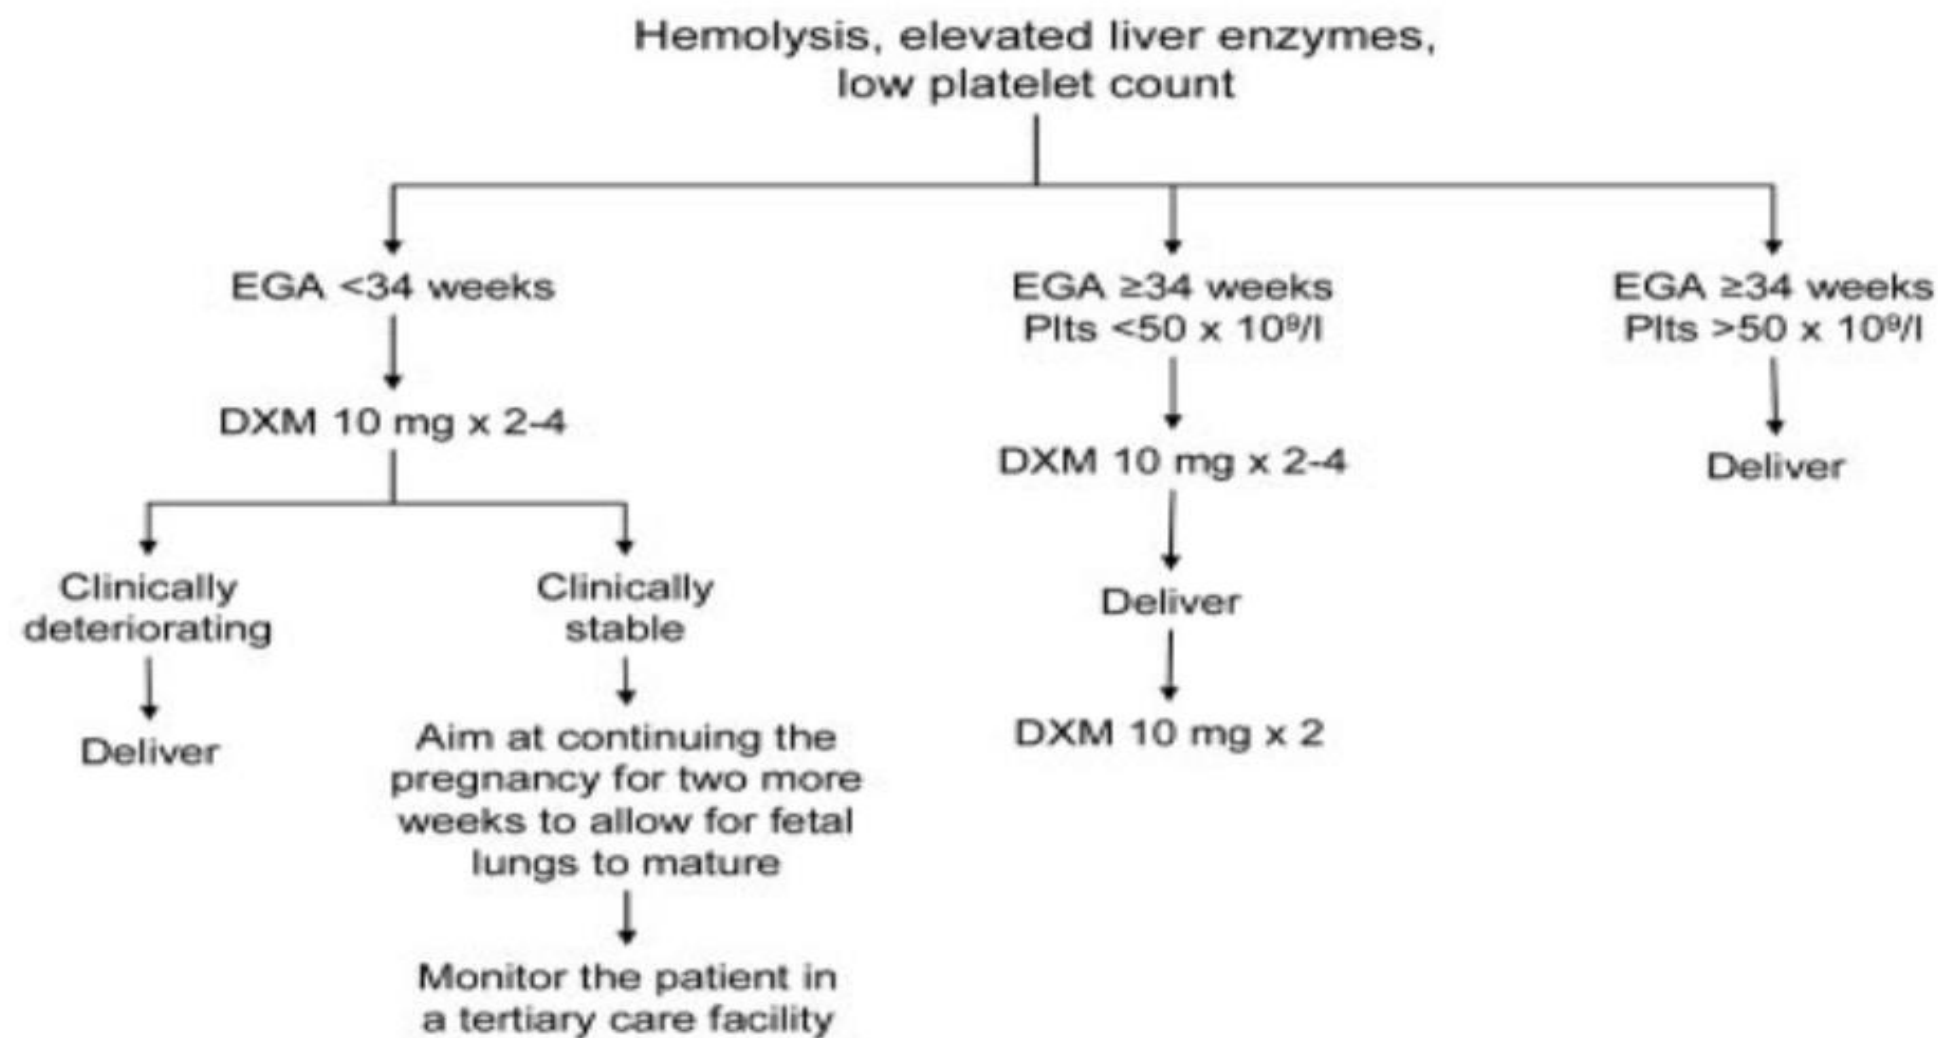 Hemolysis, elevated liver enzymes,
low platelet count
EGA <34 weeks
DXM 10 mg x 2-4
Clinically
deteriorating
Deliver
Clinically
stable
Aim at continuing the
pregnancy for two more
weeks to allow for fetal
lungs to mature
Monitor the patient in
a tertiary care facility
EGA ≥34 weeks
Plts <50 x 10⁹/l
DXM 10 mg x 2-4
Deliver
DXM 10 mg x 2
EGA ≥34 weeks
Plts >50 x 10⁹/l
Deliver